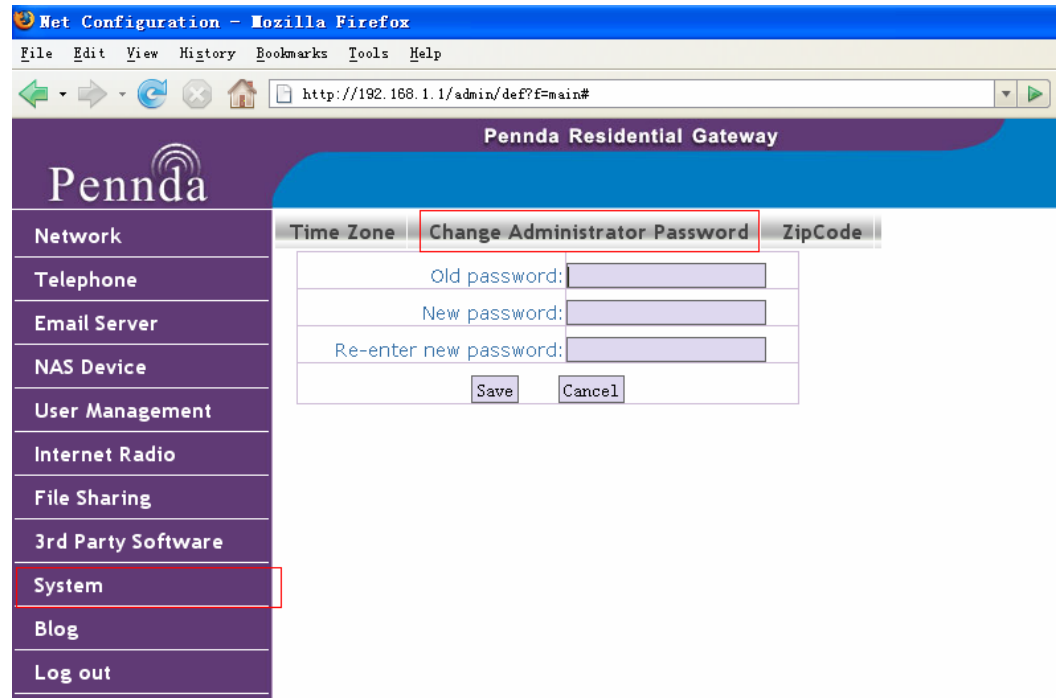 Net Configuration - Mozilla Firefox
File Edit View History Bookmarks Tools Help
http://192.168.1.1/admin/def?f=main#
Pennda Residential Gateway
Pennda
Network
Telephone
Email Server
NAS Device
User Management
Internet Radio
File Sharing
3rd Party Software
System
Blog
Log out
Time Zone Change Administrator Password ZipCode
Old password:
New password:
Re-enter new password:
Save Cancel